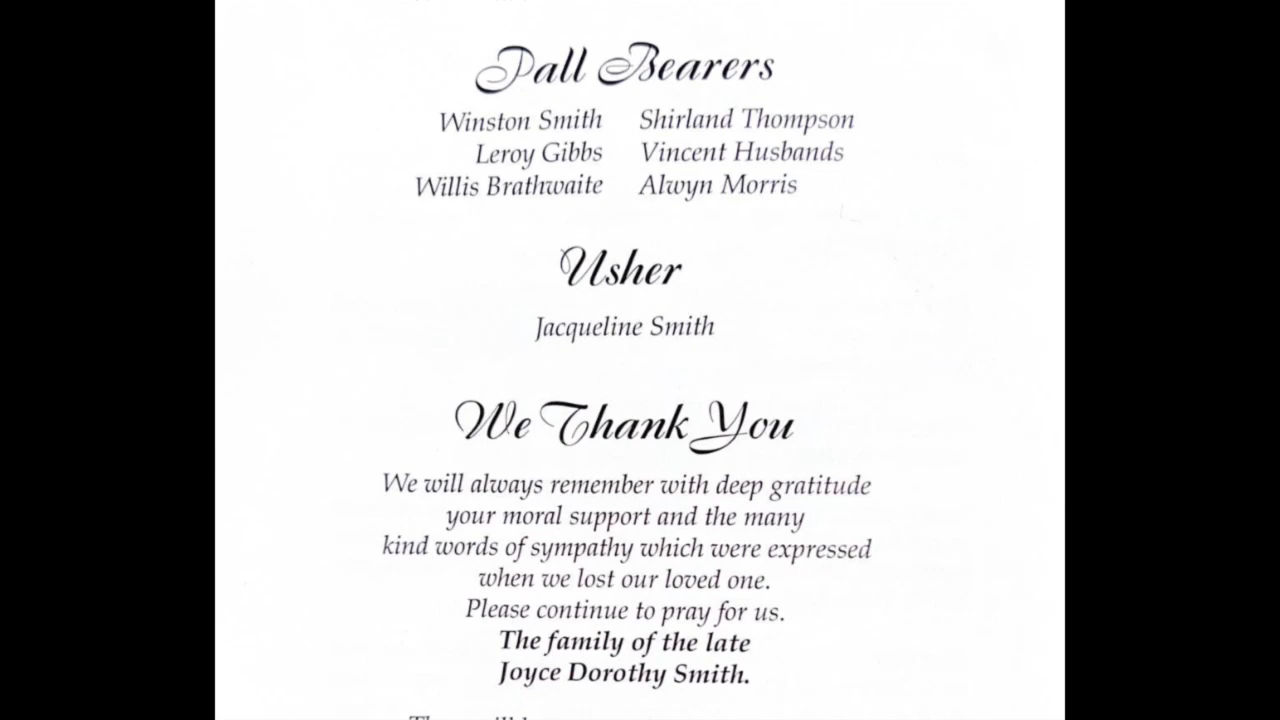 Pall Bearers
Winston Smith Shirland Thompson
Leroy Gibbs Vincent Husbands
Willis Brathwaite Alwyn Morris
Usher
Jacqueline Smith
We Thank You
We will always remember with deep gratitude
your moral support and the many
kind words of sympathy which were expressed
when we lost our loved one.
Please continue to pray for us.
The family of the late
Joyce Dorothy Smith.